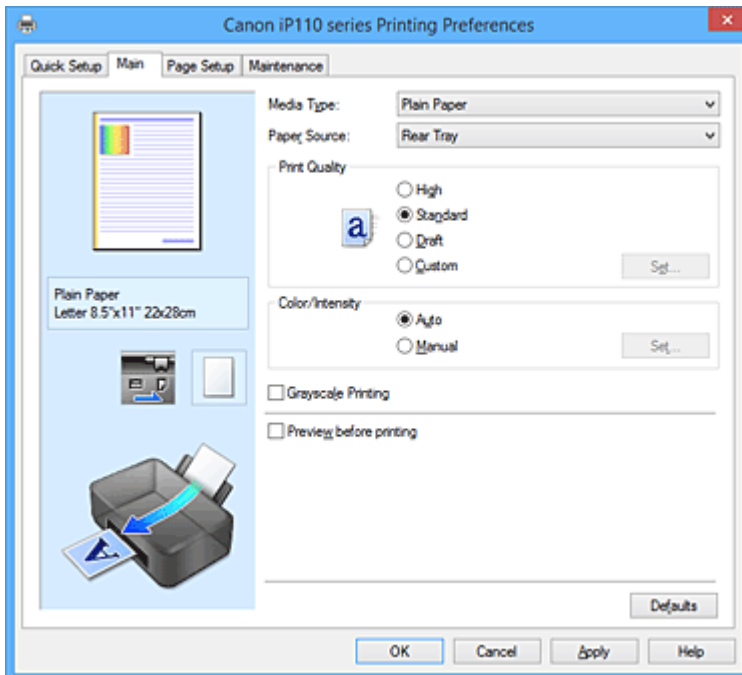 Canon iP110 series Printing Preferences
Quick Setup Main Page Setup Maintenance
Media Type: Plain Paper
Paper Source: Rear Tray
Print Quality
High
a
Standard
Draft
Custom Set...
Plain Paper
Letter 8.5"x11" 22x28cm
Color/Intensity
Auto
Manual Set...
Grayscale Printing
Preview before printing
A
Defaults
OK Cancel Apply Help